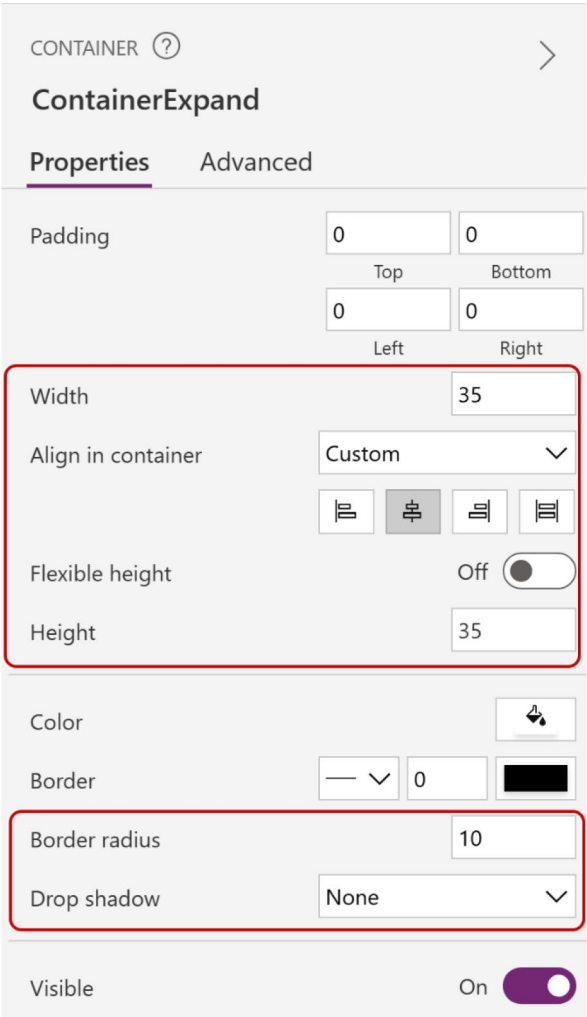 CONTAINER ?
ContainerExpand
Properties Advanced
Padding 0 0
Top Bottom
0 0
Left Right
Width 35
Align in container Custom
Flexible height Off
Height 35
Color
Border 0
Border radius 10
Drop shadow None
Visible On